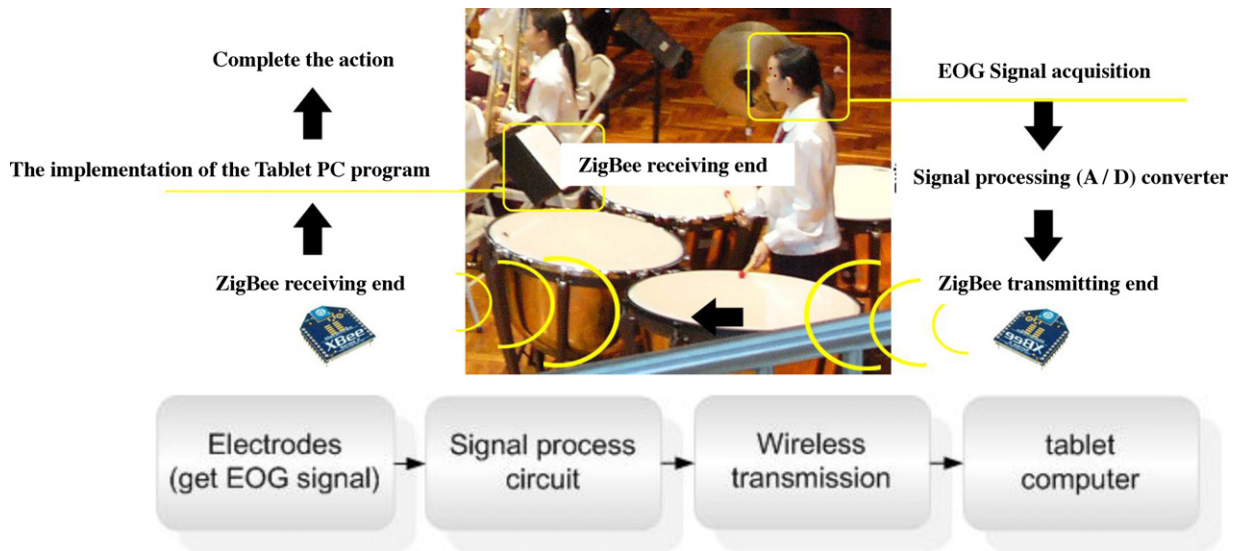 Complete the action
EOG Signal acquisition
The implementation of the Tablet PC program
ZigBee receiving end
Signal processing (A / D) converter
ZigBee receiving end
ZigBee transmitting end
XBee
XBee
Electrodes
(get EOG signal)
Signal process
circuit
Wireless
transmission
tablet
computer